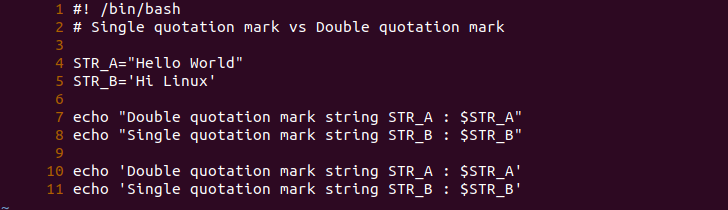 1 #! /bin/bash
2 # Single quotation mark vs Double quotation mark
3
4 STR_A="Hello World"
5 STR_B='Hi Linux'
6
7 echo "Double quotation mark string STR_A : $STR_A"
8 echo "Single quotation mark string STR_B : $STR_B"
9
10 echo 'Double quotation mark string STR_A : $STR_A'
11 echo 'Single quotation mark string STR_B : $STR_B'
~